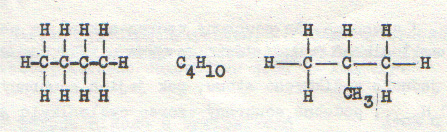 H H H H
H-C-C-C-C-H
H H H H
C4H10
H H H
H—C—C—C—H
H CH3 H